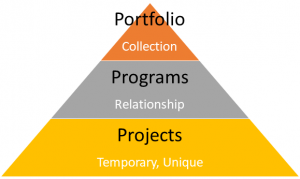 Portfolio
Collection
Programs
Relationship
Projects
Temporary, Unique